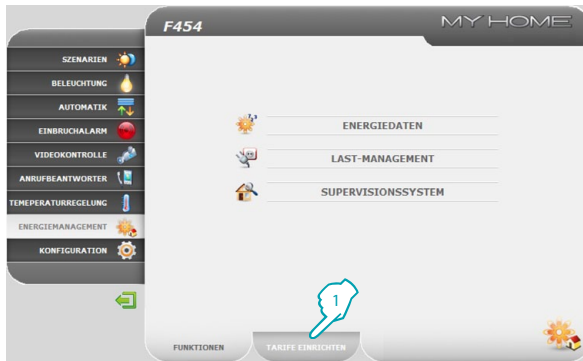 F454
MY HOME
SZENARIEN
BELEUCHTUNG
AUTOMATIK
EINBRUCHALARM
VIDEOKONTROLLE
ANRUFBEANTWORTER
TEMEPERATURREGELUNG
ENERGIEMANAGEMENT
KONFIGURATION
ENERGIEDATEN
LAST-MANAGEMENT
SUPERVISIONSSYSTEM
1
FUNKTIONEN
TARIFE EINRICHTEN